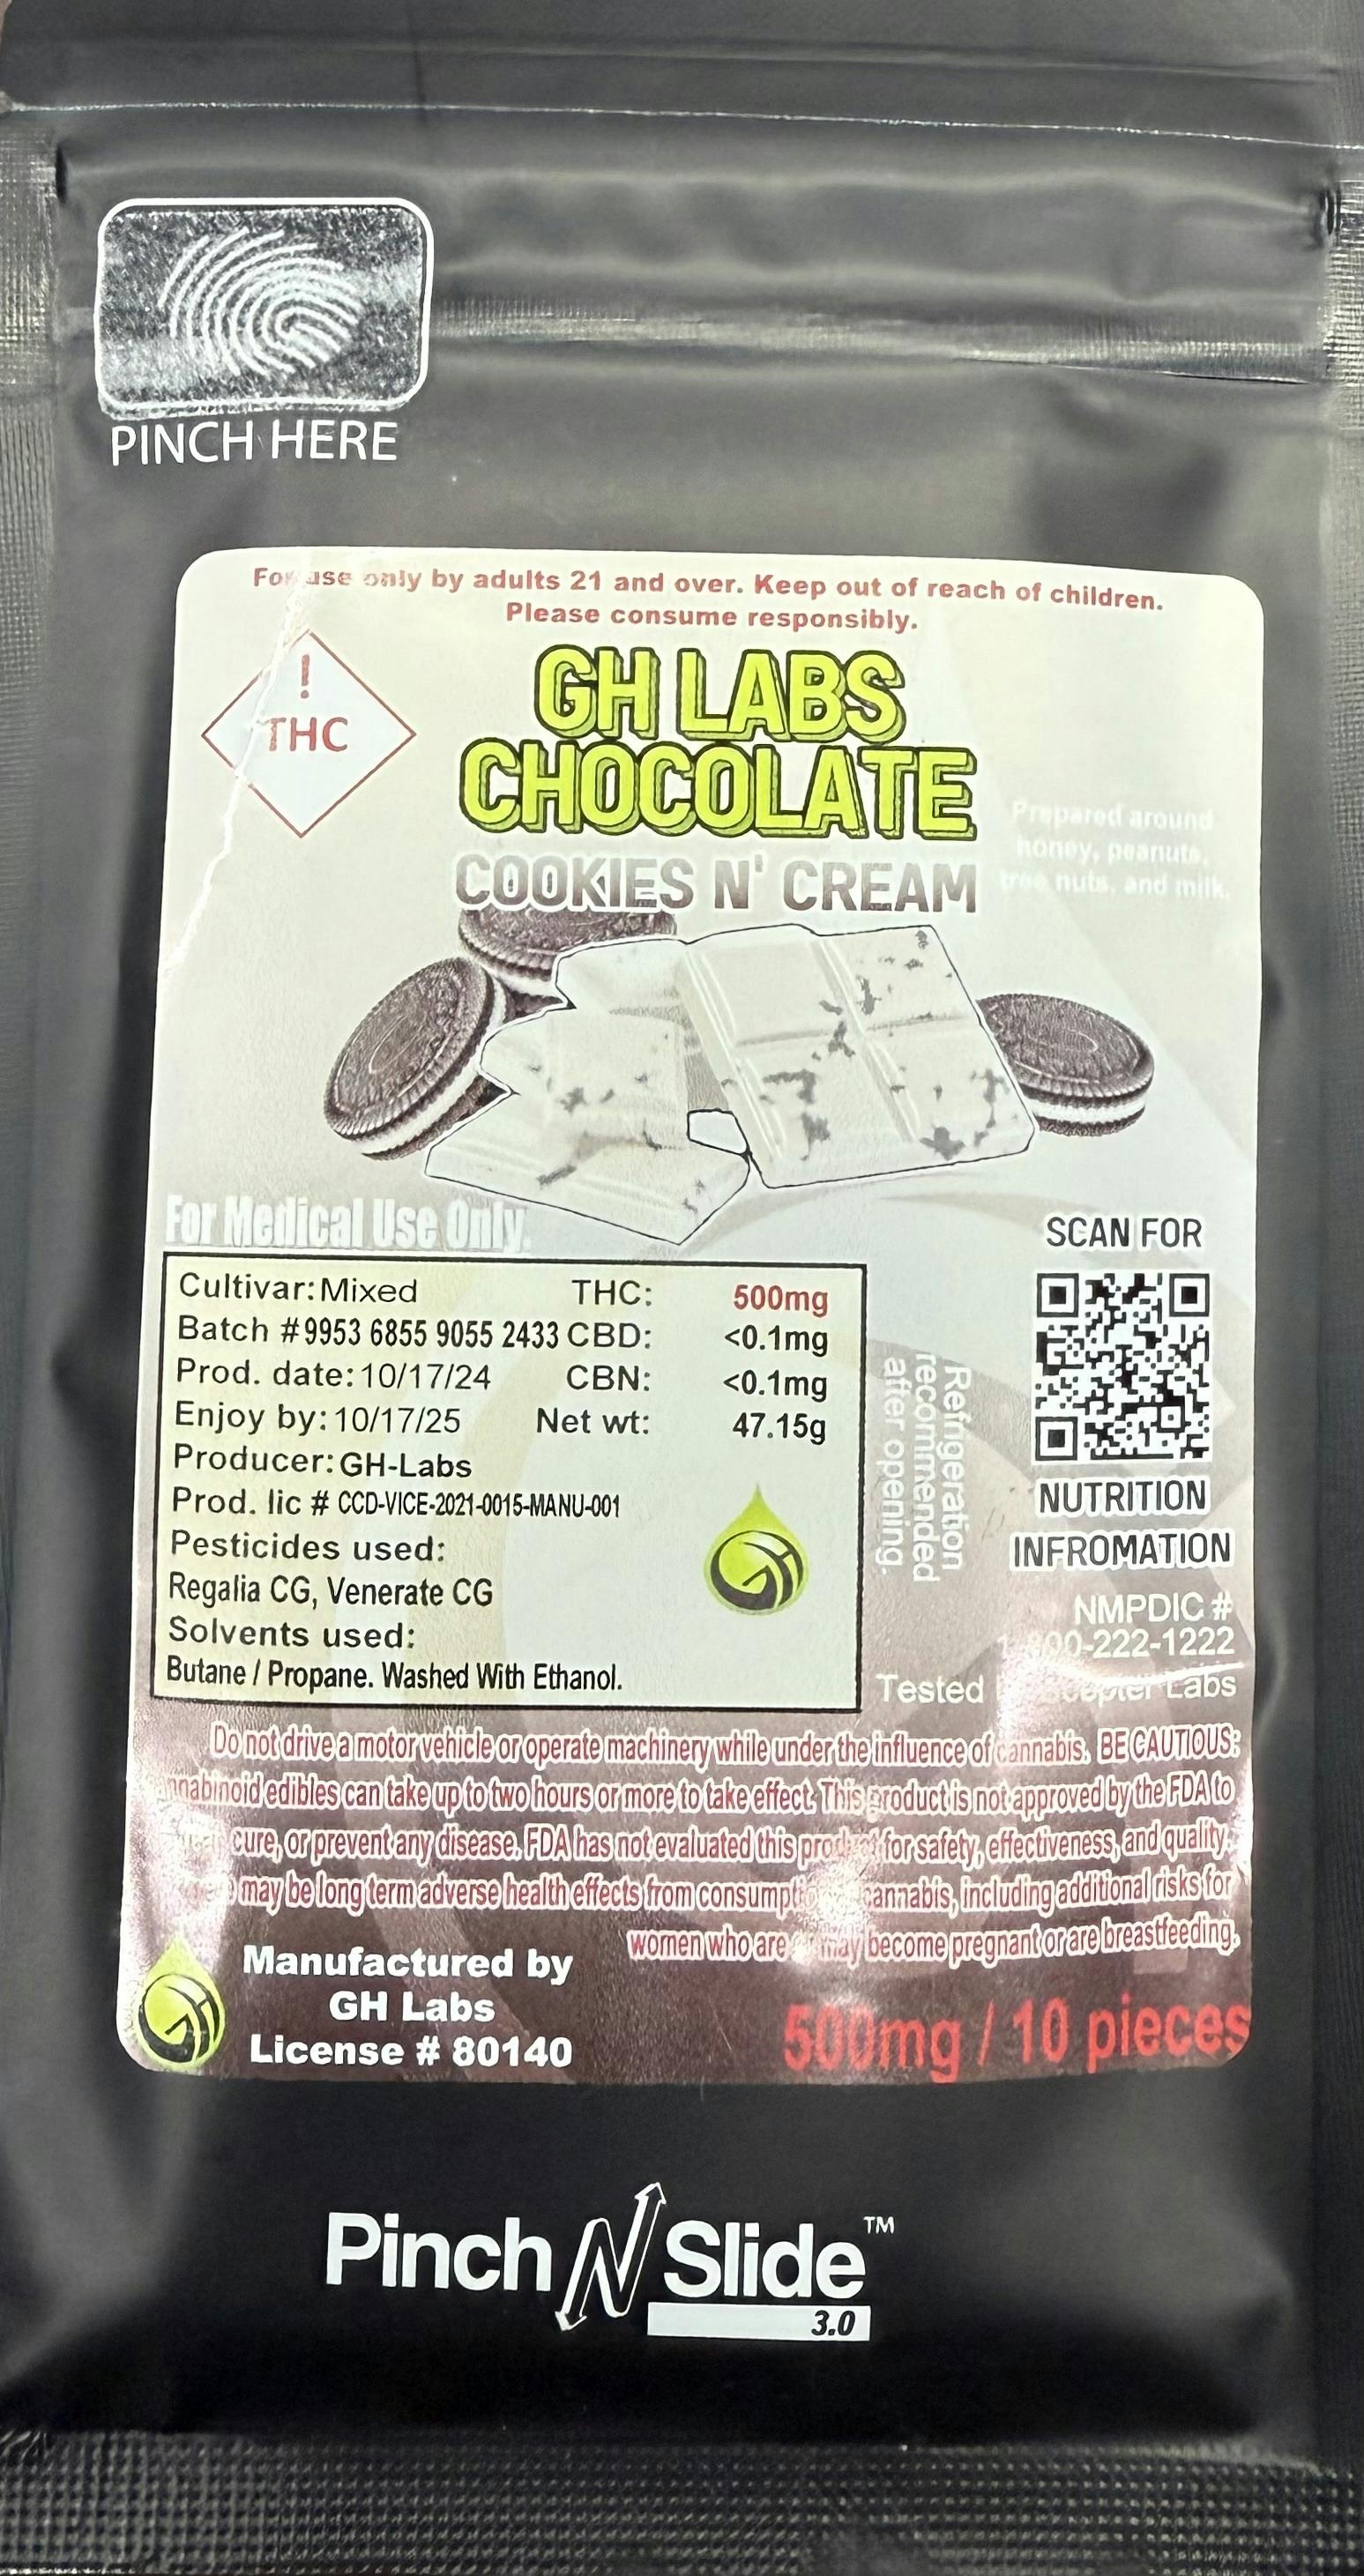 PINCH HERE
For use only by adults 21 and over. Keep out of reach of children.
Please consume responsibly.
!
THC
GH LABS
CHOCOLATE
COOKIES N' CREAM
Prepared around
honey, peanuts,
tree nuts, and milk.
For Medical Use Only.
Cultivar: Mixed THC: 500mg
Batch # 9953 6855 9055 2433 CBD: <0.1mg
Prod. date: 10/17/24 CBN: <0.1mg
Enjoy by: 10/17/25 Net wt: 47.15g
Producer: GH-Labs
Prod. lic # CCD-VICE-2021-0015-MANU-001
Pesticides used:
Regalia CG, Venerate CG
Solvents used:
Butane / Propane. Washed With Ethanol.
Refrigeration
recommended
after opening.
SCAN FOR
NUTRITION
INFROMATION
NMPDIC #
00-222-1222
Tested Labs
Do not drive a motor vehicle or operate machinery while under the influence of cannabis. BE CAUTIOUS:
edibles can take up to two hours or more to take effect. This product is not approved by the FDA to
cure, or prevent any disease. FDA has not evaluated this product for safety, effectiveness, and quality.
may be long term adverse health effects from cannabis, including additional risks for
women who are may become pregnant or are breastfeeding.
Manufactured by
GH Labs
License # 80140
500mg / 10 pieces
Pinch N Slide™
3.0